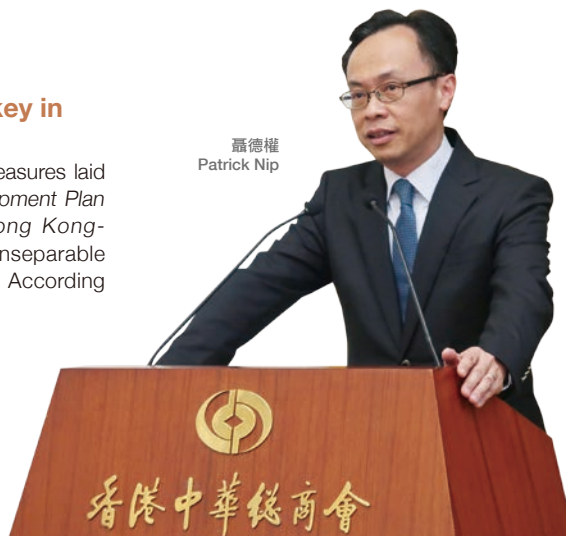 key in
easures laid
opment Plan
ong Kong-
nseparable
According
聶德權
Patrick Nip
香港中華總商會